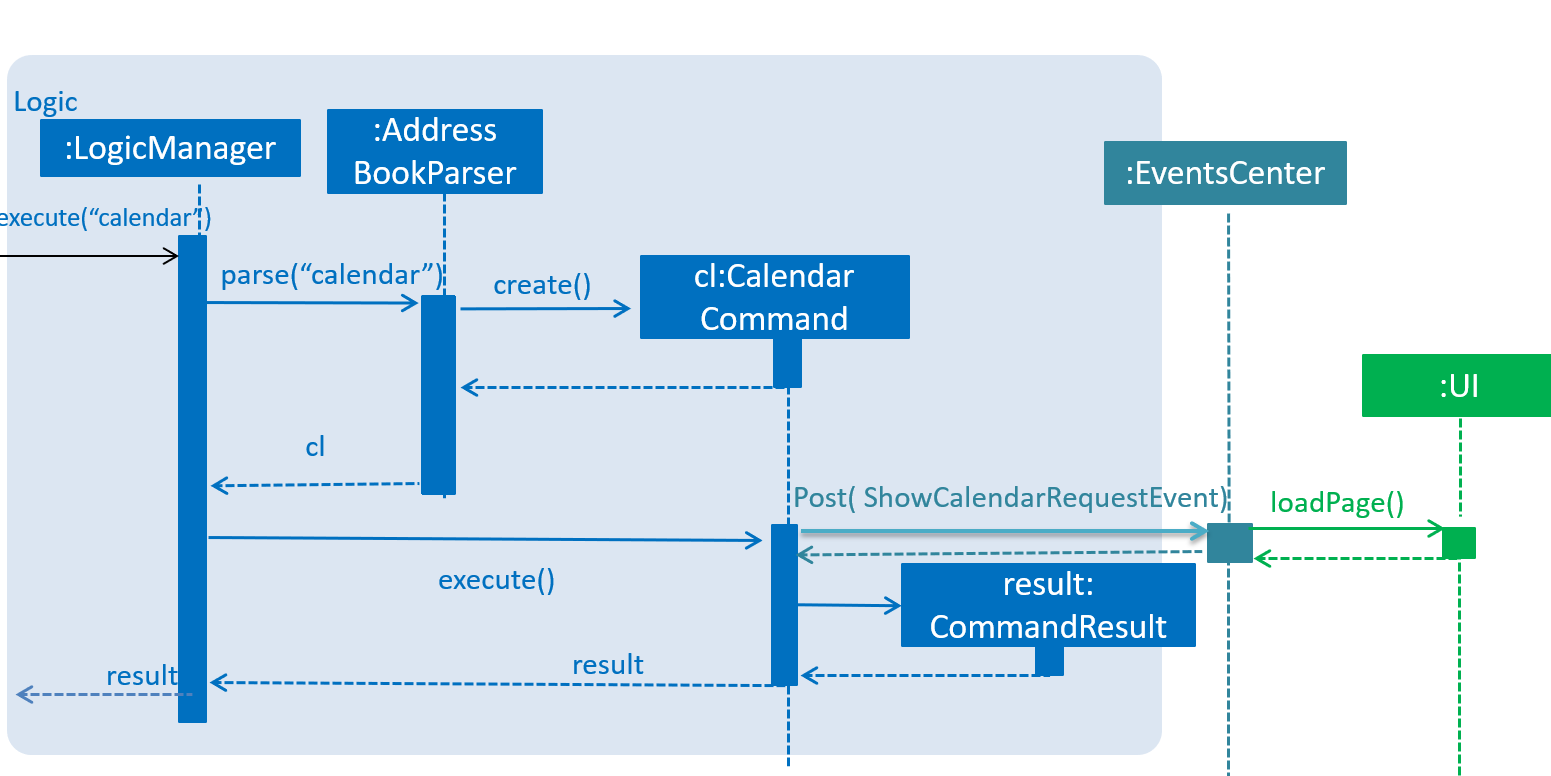 Logic
:LogicManager
:Address
BookParser
:EventsCenter
execute(“calendar”)
parse(“calendar”)
create()
cl:Calendar
Command
:UI
cl
Post( ShowCalendarRequestEvent)
loadPage()
execute()
result:
CommandResult
result
result